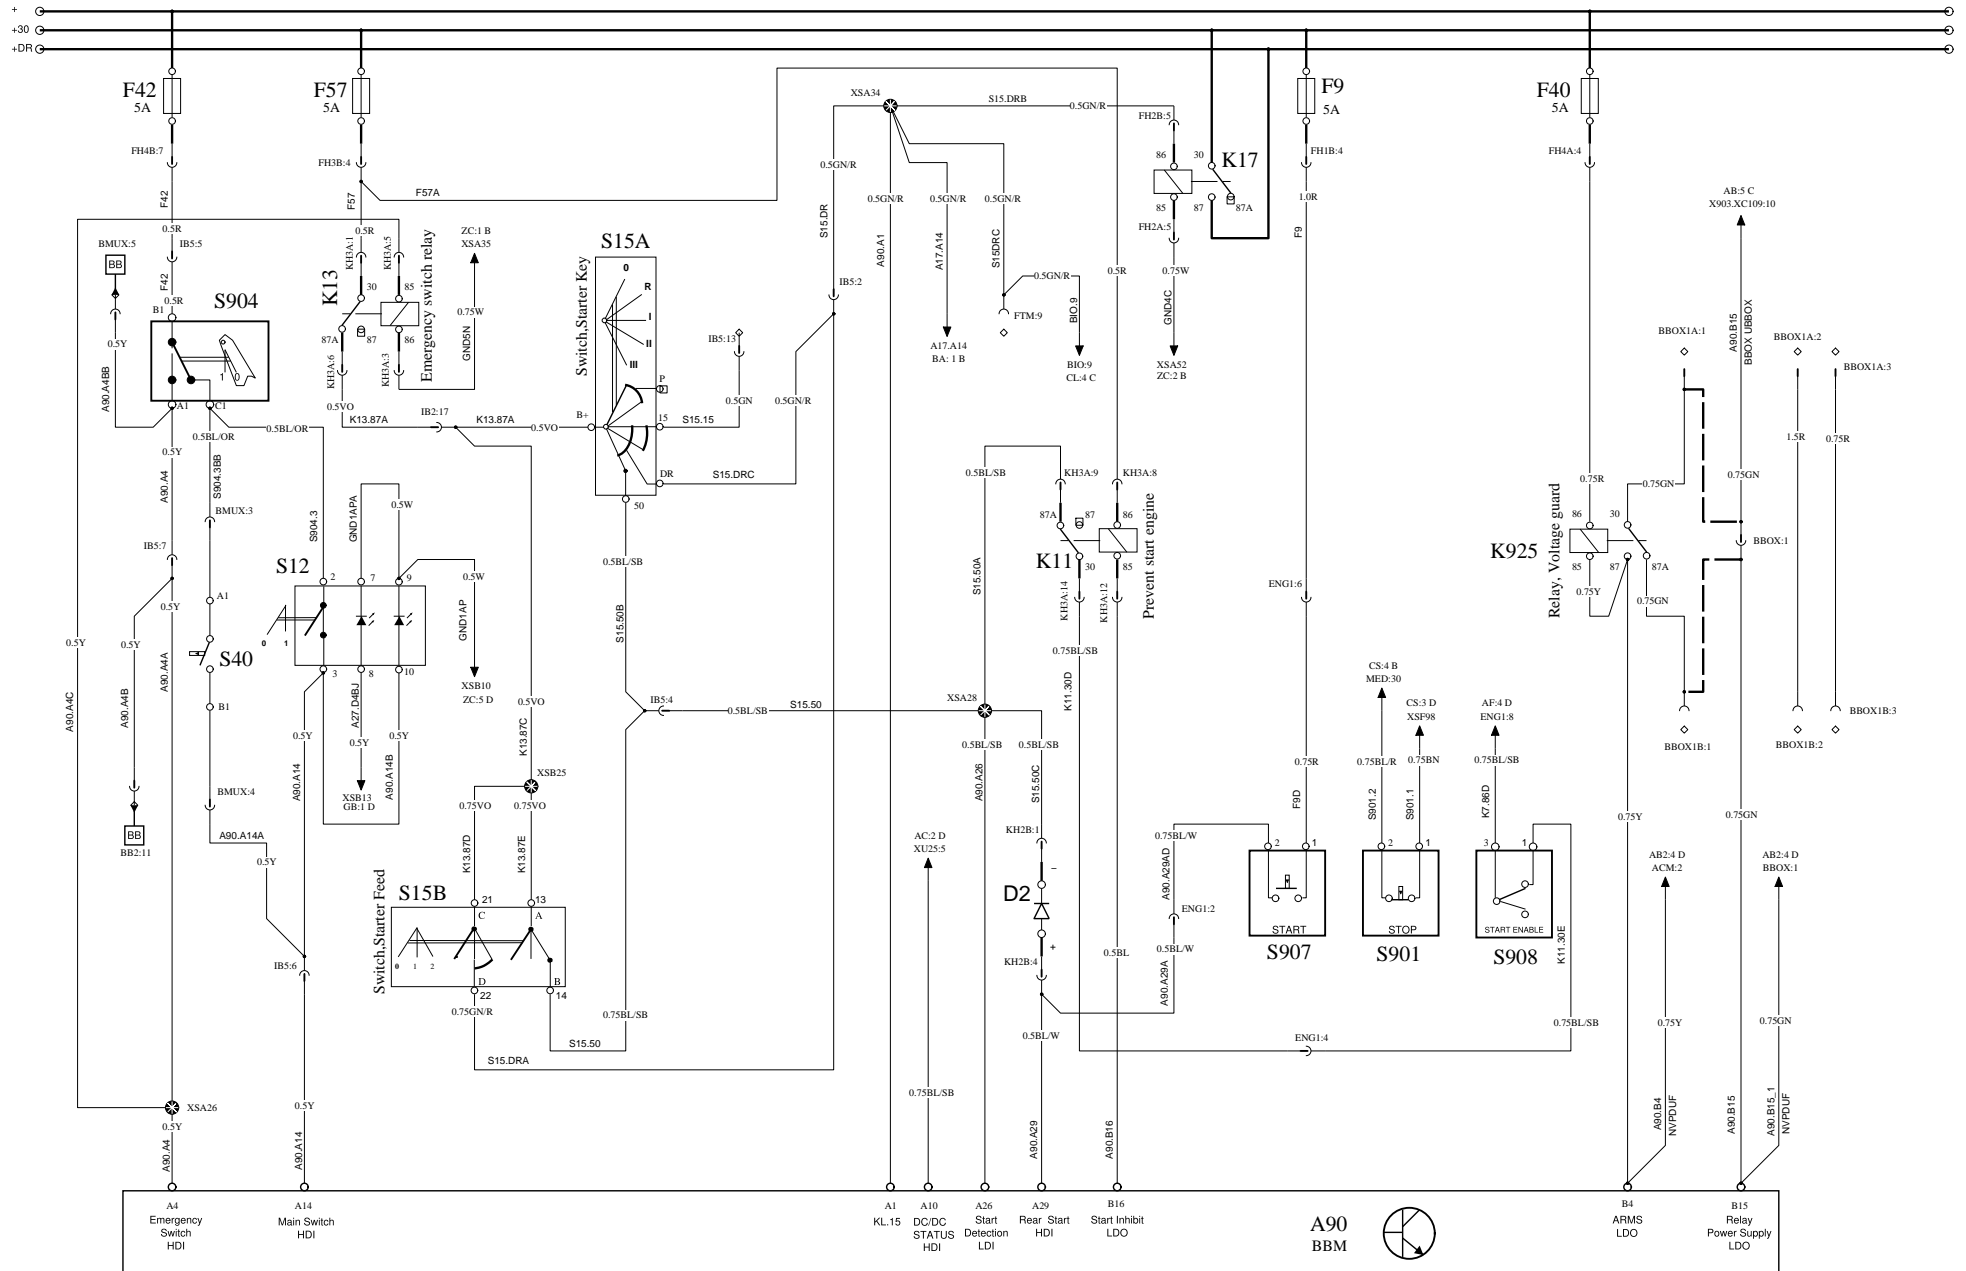 +
+30
+DR
F42
5A
F57
5A
F9
5A
F40
5A
XSA34
S15.DRB
0.5GN/R
FH2B:5
FH4B:7
FH3B:4
FH1B:4
FH4A:4
86
30
K17
85
87
87A
FH2A:5
0.5GN/R
F57A
F42
F57
0.5GN/R
0.5GN/R
0.5GN/R
1.0R
AB:5 C
X903.XC109:10
0.5R
0.5R
BMUX:5
IB5:5
BB
F42
0.5R
B1
S904
1
0
A1
C1
0.5Y
A90.A4BB
KH3A:1
KH3A:5
K13
30
85
87A
87
86
KH3A:6
KH3A:3
Emergency switch relay
ZC:1 B
XSA35
0.75W
GND5N
S15A
Switch,Starter Key
0
R
I
II
III
P
B+
15
DR
50
S15.DR
IB5:2
IB5:13
0.5GN
0.5GN/R
S15.15
S15.DRC
A90.A1
A17.A14
S15DRC
0.5GN/R
FTM:9
BIO.9
A17.A14
BA: 1 B
BIO:9
CL:4 C
0.5R
0.75W
GND4C
XSA52
ZC:2 B
F9
A90.B15
BBOX UBBOX
BBOX1A:1
BBOX1A:2
BBOX1A:3
0.5VO
K13.87A
IB2:17
K13.87A
0.5VO
0.5BL/OR
0.5BL/OR
0.5Y
A90.A4
S904.3BB
BMUX:3
IB5:7
S904.3
GND1APA
0.5W
S12
2
7
9
0
1
3
8
10
0.5W
GND1AP
XSB10
ZC:5 D
0.5Y
0.5Y
0.5Y
A90.A4C
A90.A4B
A90.A4A
A1
S40
B1
BMUX:4
A90.A14A
0.5Y
BB
BB2:11
0.5Y
A90.A14
A27.D4BJ
0.5Y
XSB13
GB:1 D
0.5Y
A90.A14B
0.5VO
K13.87C
XSB25
0.75VO
0.75VO
K13.87D
K13.87E
S15B
Switch,Starter Feed
21
13
C
A
0
1
2
D
B
22
14
0.75GN/R
S15.50
S15.DRA
0.5BL/SB
S15.50B
IB5:4
0.5BL/SB
S15.50
0.75BL/SB
IB5:6
0.5BL/SB
S15.50A
KH3A:9
KH3A:8
87A
87
86
K11
30
85
KH3A:14
KH3A:12
Prevent start engine
0.75BL/SB
K11.30D
XSA28
0.5BL/SB
0.5BL/SB
A90.A26
S15.50C
KH2B:1
−
D2
+
KH2B:4
AC:2 D
XU25:5
0.5BL/W
0.75BL/SB
0.5BL
0.75BL/W
A90.A29AD
ENG1:2
0.5BL/W
A90.A29A
ENG1:6
0.75R
F9D
2
1
START
S907
CS:4 B
MED:30
CS:3 D
XSF98
0.75BL/R
0.75BN
S901.2
S901.1
2
1
STOP
S901
AF:4 D
ENG1:8
0.75BL/SB
K7.86D
3
1
START ENABLE
S908
K11.30E
0.75BL/SB
ENG1:4
Relay, Voltage guard
0.75R
0.75GN
86
30
K925
85
87
87A
0.75Y
0.75GN
0.75GN
BBOX:1
1.5R
0.75R
BBOX1B:1
BBOX1B:2
BBOX1B:3
0.75Y
0.75GN
AB2:4 D
ACM:2
AB2:4 D
BBOX:1
0.75Y
0.75GN
A90.B4
NVPDUF
A90.B15
A90.B15_1
NVPDUF
XSA26
0.5Y
A90.A4
0.5Y
A90.A14
A90.A29
A90.B16
A4
Emergency
Switch
HDI
A14
Main Switch
HDI
A1
KL.15
A10
DC/DC
STATUS
HDI
A26
Start
Detection
LDI
A29
Rear Start
HDI
B16
Start Inhibit
LDO
A90
BBM
B4
ARMS
LDO
B15
Relay
Power Supply
LDO